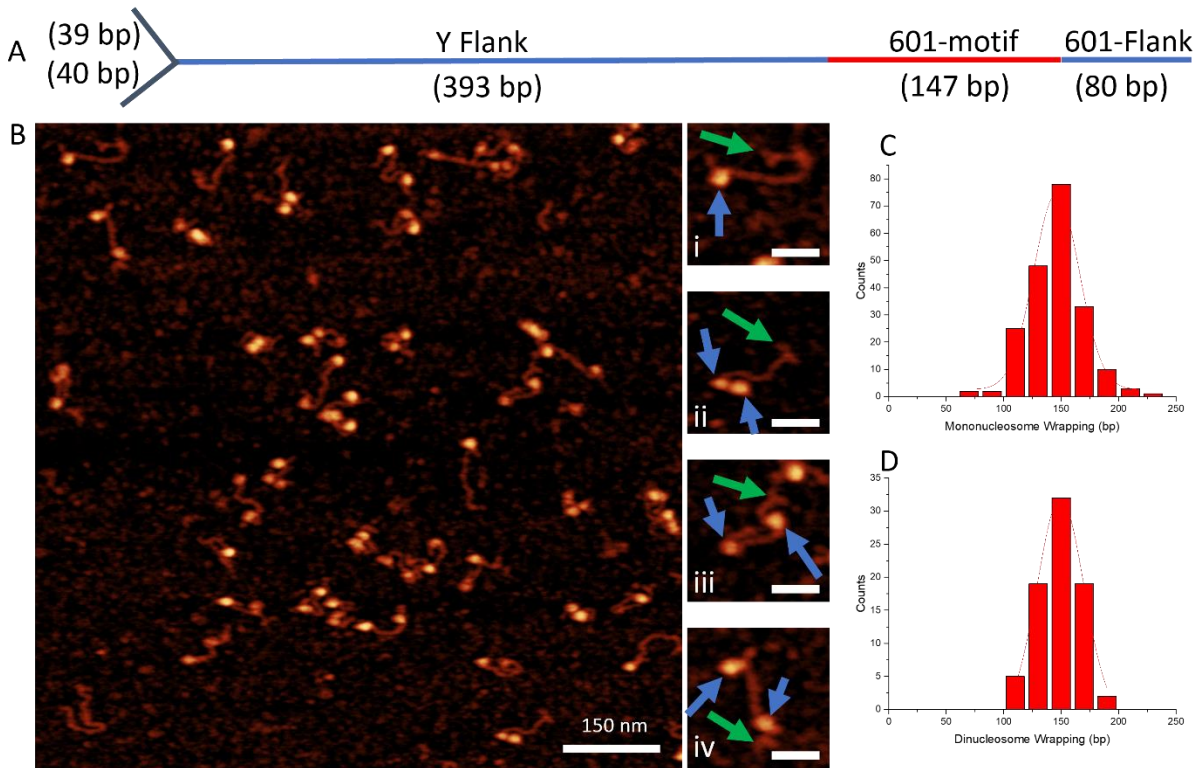 A
(39 bp)
(40 bp)
Y Flank
(393 bp)
601-motif
(147 bp)
601-Flank
(80 bp)
B
150 nm
i
ii
iii
iv
C
80
70
60
50
40
30
20
10
0
Counts
0 50 100 150 200 250
Mononucleosome Wrapping (bp)
D
35
30
25
20
15
10
5
0
Counts
0 50 100 150 200 250
Dinucleosome Wrapping (bp)